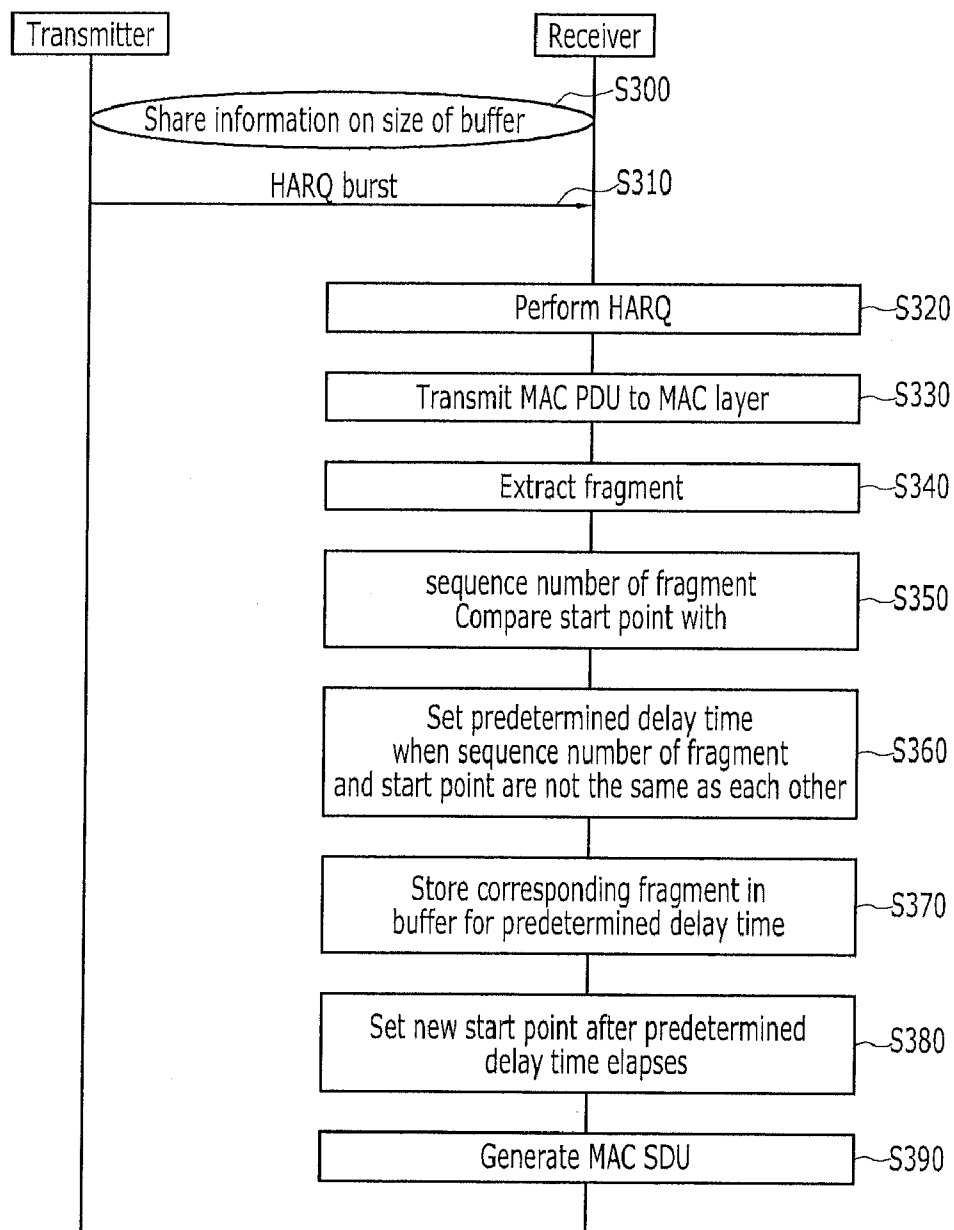 Transmitter
Receiver
S300
Share information on size of buffer
HARQ burst
S310
Perform HARQ
S320
Transmit MAC PDU to MAC layer
S330
Extract fragment
S340
sequence number of fragment
Compare start point with
S350
Set predetermined delay time
when sequence number of fragment
and start point are not the same as each other
S360
Store corresponding fragment in
buffer for predetermined delay time
S370
Set new start point after predetermined
delay time elapses
S380
Generate MAC SDU
S390